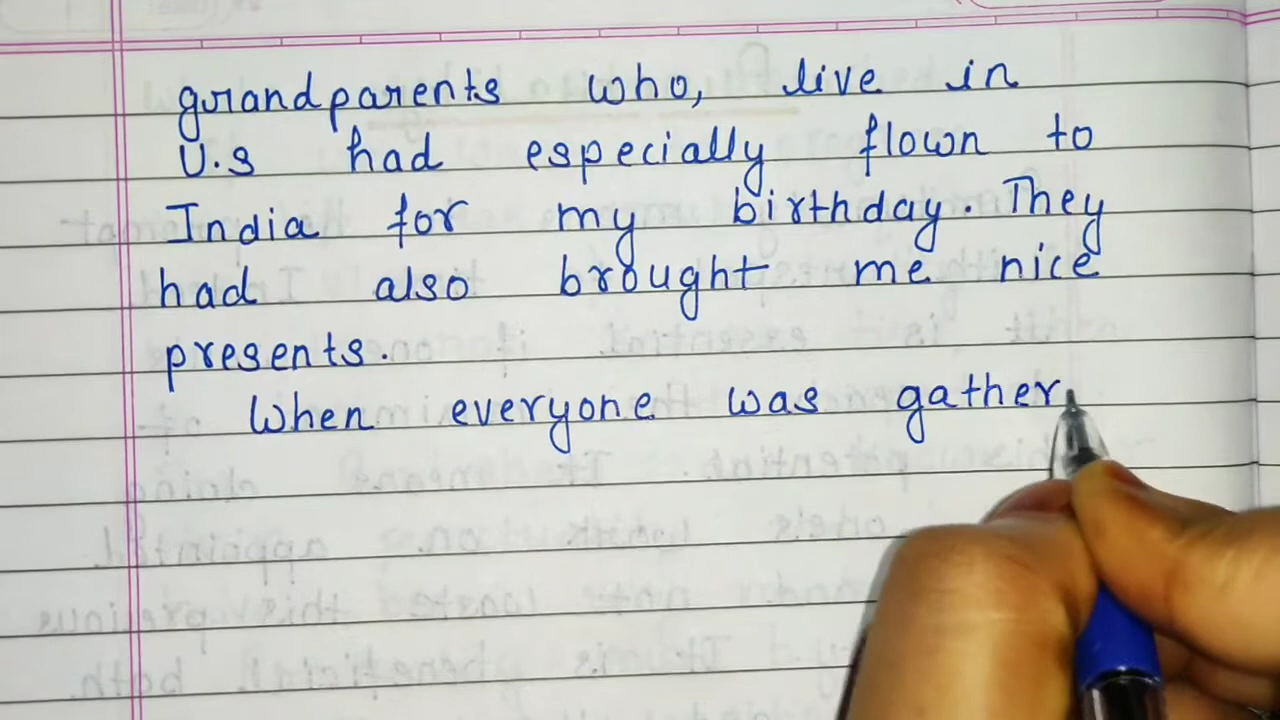 grandparents who, live in
U.s had especially flown to
India for my birthday. They
had also brought me nice
presents.
When everyone was gather